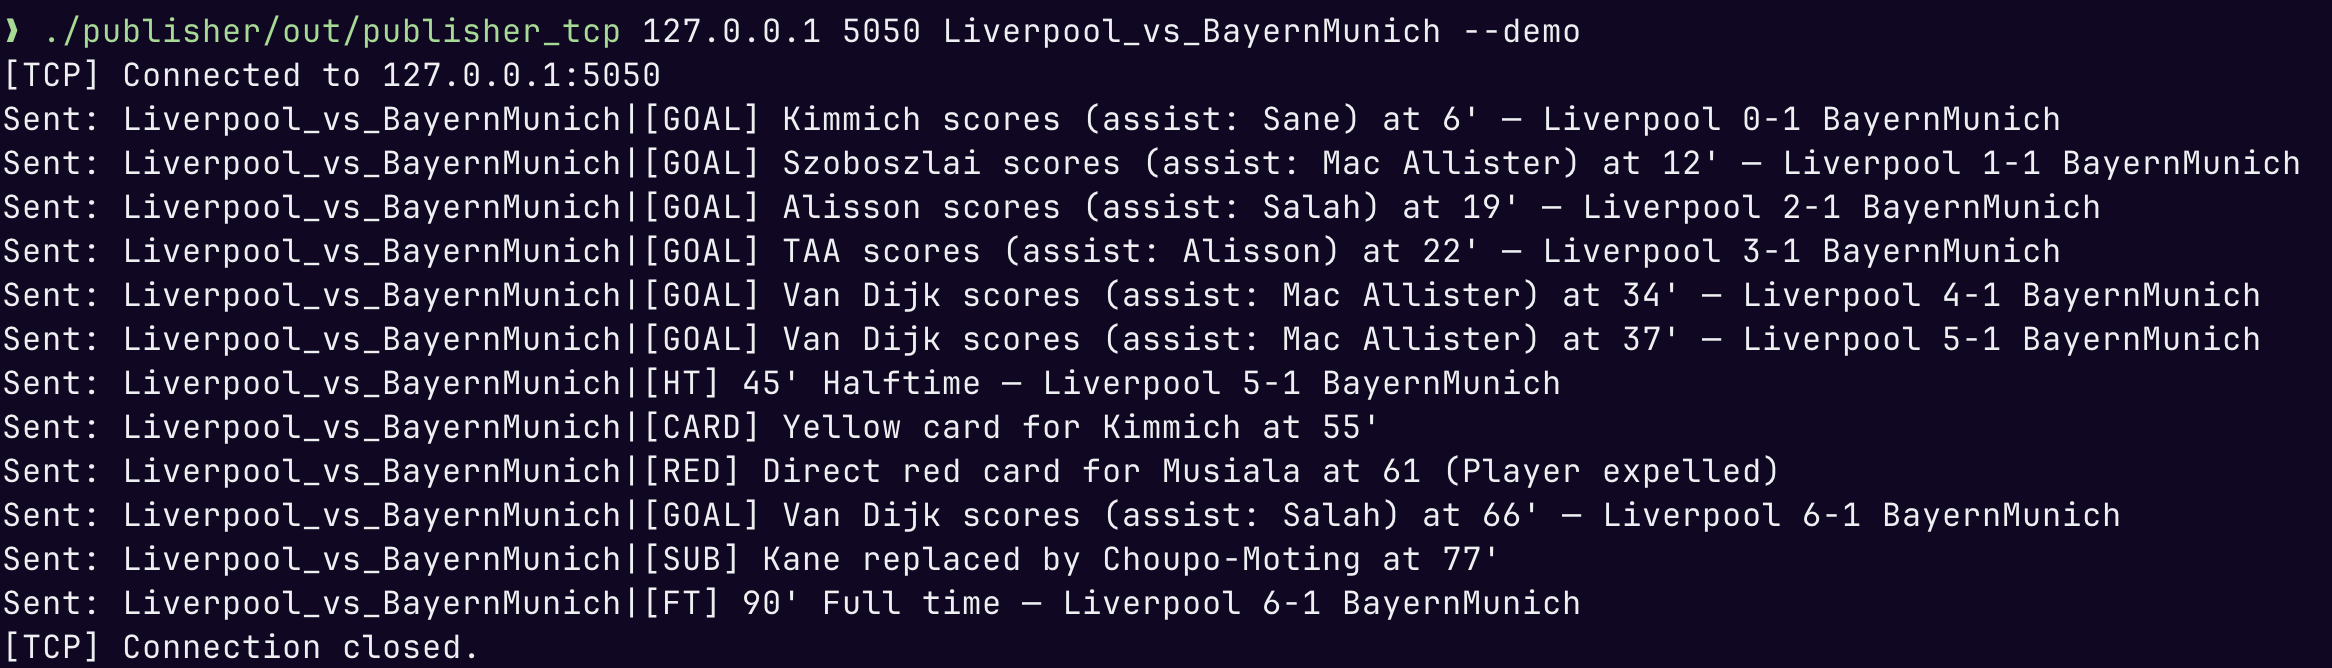 ❱ ./publisher/out/publisher_tcp 127.0.0.1 5050 Liverpool_vs_BayernMunich --demo
[TCP] Connected to 127.0.0.1:5050
Sent: Liverpool_vs_BayernMunich|[GOAL] Kimmich scores (assist: Sane) at 6' — Liverpool 0-1 BayernMunich
Sent: Liverpool_vs_BayernMunich|[GOAL] Szoboszlai scores (assist: Mac Allister) at 12' — Liverpool 1-1 BayernMunich
Sent: Liverpool_vs_BayernMunich|[GOAL] Alisson scores (assist: Salah) at 19' — Liverpool 2-1 BayernMunich
Sent: Liverpool_vs_BayernMunich|[GOAL] TAA scores (assist: Alisson) at 22' — Liverpool 3-1 BayernMunich
Sent: Liverpool_vs_BayernMunich|[GOAL] Van Dijk scores (assist: Mac Allister) at 34' — Liverpool 4-1 BayernMunich
Sent: Liverpool_vs_BayernMunich|[GOAL] Van Dijk scores (assist: Mac Allister) at 37' — Liverpool 5-1 BayernMunich
Sent: Liverpool_vs_BayernMunich|[HT] 45' Halftime — Liverpool 5-1 BayernMunich
Sent: Liverpool_vs_BayernMunich|[CARD] Yellow card for Kimmich at 55'
Sent: Liverpool_vs_BayernMunich|[RED] Direct red card for Musiala at 61 (Player expelled)
Sent: Liverpool_vs_BayernMunich|[GOAL] Van Dijk scores (assist: Salah) at 66' — Liverpool 6-1 BayernMunich
Sent: Liverpool_vs_BayernMunich|[SUB] Kane replaced by Choupo-Moting at 77'
Sent: Liverpool_vs_BayernMunich|[FT] 90' Full time — Liverpool 6-1 BayernMunich
[TCP] Connection closed.